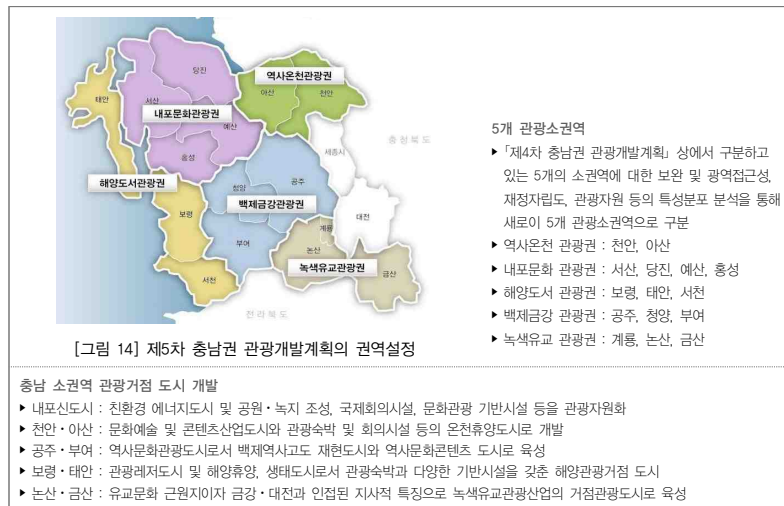 당진
역사온천관광권
아산
천안
태안
서산
내포문화관광권
예산
충청북도
홍성
세종시
해양도서관광권
공주
청양
백제금강관광권
대전
보령
계룡
부여
논산
녹색유교관광권
금산
서천
전라북도
[그림 14] 제5차 충남권 관광개발계획의 권역설정
5개 관광소권역
▶ 「제4차 충남권 관광개발계획」 상에서 구분하고
있는 5개의 소권역에 대한 보완 및 광역접근성,
재정자립도, 관광자원 등의 특성분포 분석을 통해
새로이 5개 관광소권역으로 구분
▶ 역사온천 관광권 : 천안, 아산
▶ 내포문화 관광권 : 서산, 당진, 예산, 홍성
▶ 해양도서 관광권 : 보령, 태안, 서천
▶ 백제금강 관광권 : 공주, 청양, 부여
▶ 녹색유교 관광권 : 계룡, 논산, 금산
충남 소권역 관광거점 도시 개발
▶ 내포신도시 : 친환경 에너지도시 및 공원・녹지 조성, 국제회의시설, 문화관광 기반시설 등을 관광자원화
▶ 천안・아산 : 문화예술 및 콘텐츠산업도시와 관광숙박 및 회의시설 등의 온천휴양도시로 개발
▶ 공주・부여 : 역사문화관광도시로서 백제역사고도 재현도시와 역사문화콘텐츠 도시로 육성
▶ 보령・태안 : 관광레저도시 및 해양휴양, 생태도시로서 관광숙박과 다양한 기반시설을 갖춘 해양관광거점 도시
▶ 논산・금산 : 유교문화 근원지이자 금강・대전과 인접된 지사적 특징으로 녹색유교관광산업의 거점관광도시로 육성